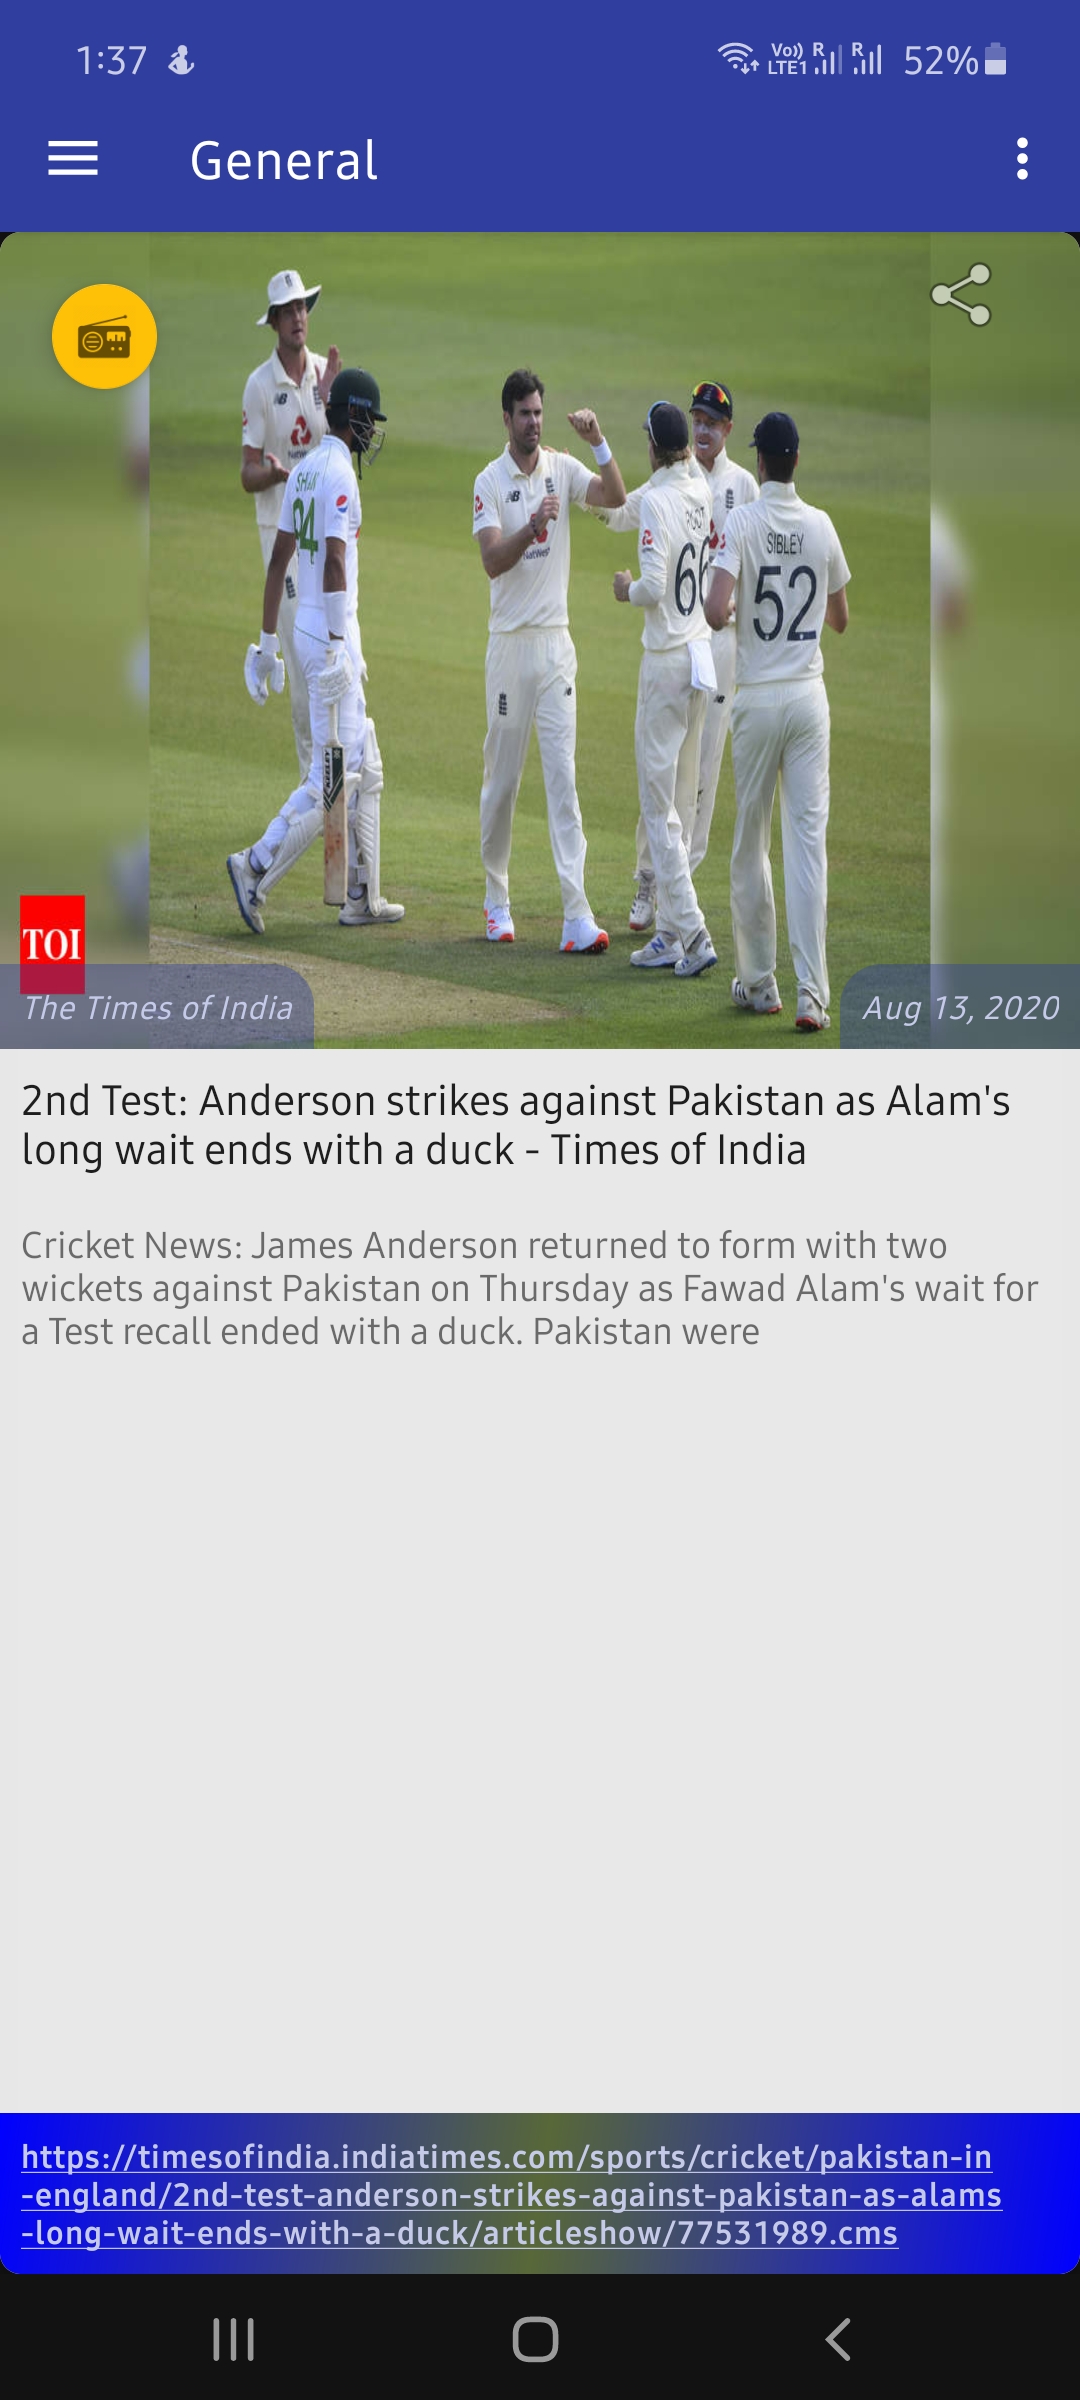 1:37
Vo)) R R
LTE1
52%
General
SIBLEY
52
66
94
NB
NatWest
KEELEY
TOI
The Times of India
Aug 13, 2020
2nd Test: Anderson strikes against Pakistan as Alam's
long wait ends with a duck - Times of India
Cricket News: James Anderson returned to form with two
wickets against Pakistan on Thursday as Fawad Alam's wait for
a Test recall ended with a duck. Pakistan were
https://timesofindia.indiatimes.com/sports/cricket/pakistan-in
-england/2nd-test-anderson-strikes-against-pakistan-as-alams
-long-wait-ends-with-a-duck/articleshow/77531989.cms